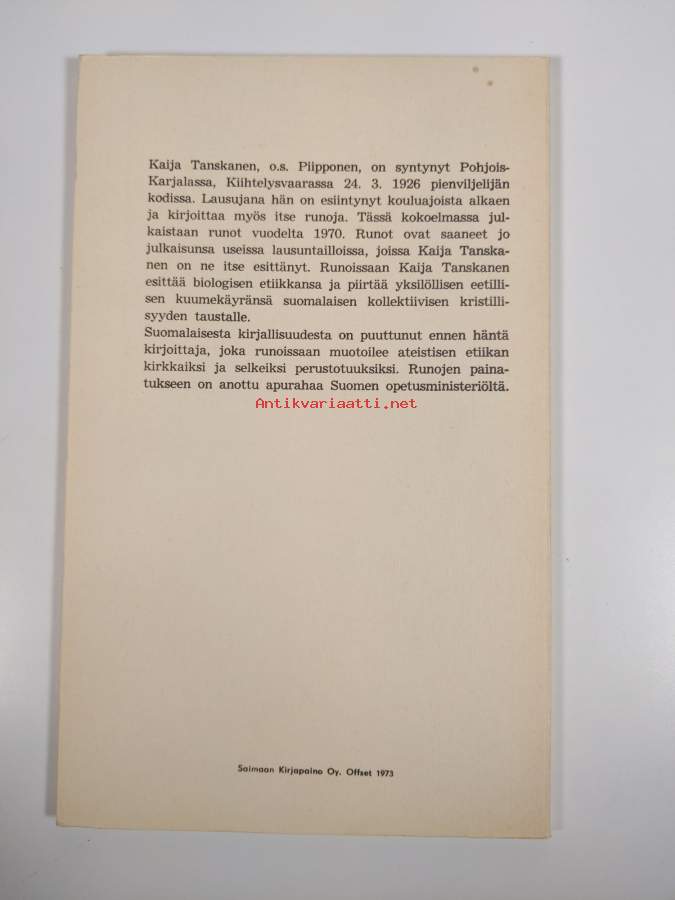 Kaija Tanskanen, o.s. Piipponen, on syntynyt Pohjois-
Karjalassa, Kiihtelysvaarassa 24. 3. 1926 pienviljelijän
kodissa. Lausujana hän on esiintynyt kouluajoista alkaen
ja kirjoittaa myös itse runoja. Tässä kokoelmassa jul-
kaistaan runot vuodelta 1970. Runot ovat saaneet jo
julkaisunsa useissa lausuntailloissa, joissa Kaija Tanska-
nen on ne itse esittänyt. Runoissaan Kaija Tanskanen
esittää biologisen etiikkansa ja piirtää yksilöllisen eetilli-
sen kuumekäyränsä suomalaisen kollektiivisen kristilli-
syyden taustalle.
Suomalaisesta kirjallisuudesta on puuttunut ennen häntä
kirjoittaja, joka runoissaan muotoilee ateistisen etiikan
kirkkaiksi ja selkeiksi perustotuuksiksi. Runojen paina-
tukseen on anottu apurahaa Suomen opetusministeriöltä.
Antikvariaatti.net
Saimaan Kirjapaino Oy. Offset 1973